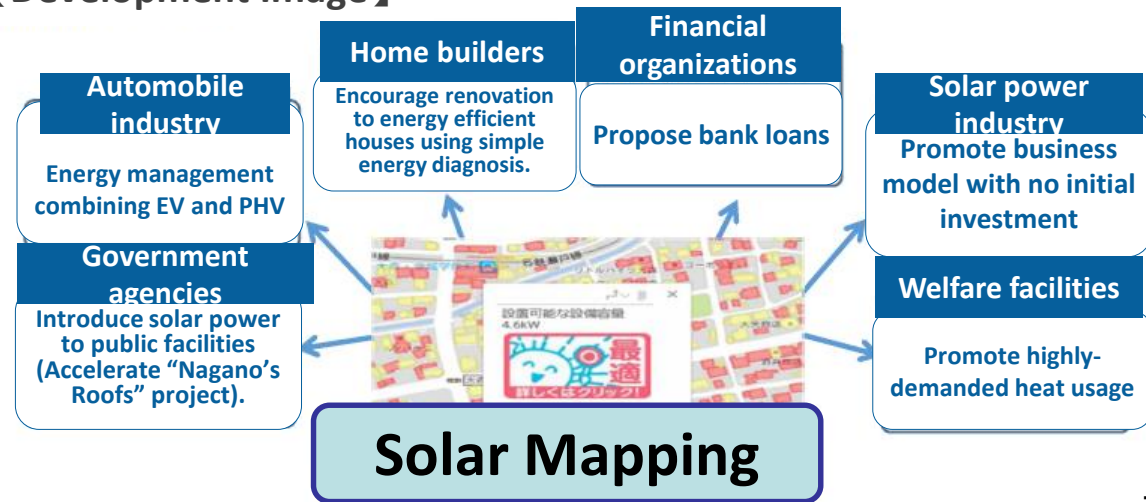 【Development image】
Automobile
industry
Energy management
combining EV and PHV
Home builders
Encourage renovation
to energy efficient
houses using simple
energy diagnosis.
Financial
organizations
Propose bank loans
Solar power
industry
Promote business
model with no initial
investment
Government
agencies
Introduce solar power
to public facilities
(Accelerate “Nagano’s
Roofs” project).
Welfare facilities
Promote highly-
demanded heat usage
設置可能な設備容量
4.6kW
最適
詳しくはクリック!
Solar Mapping